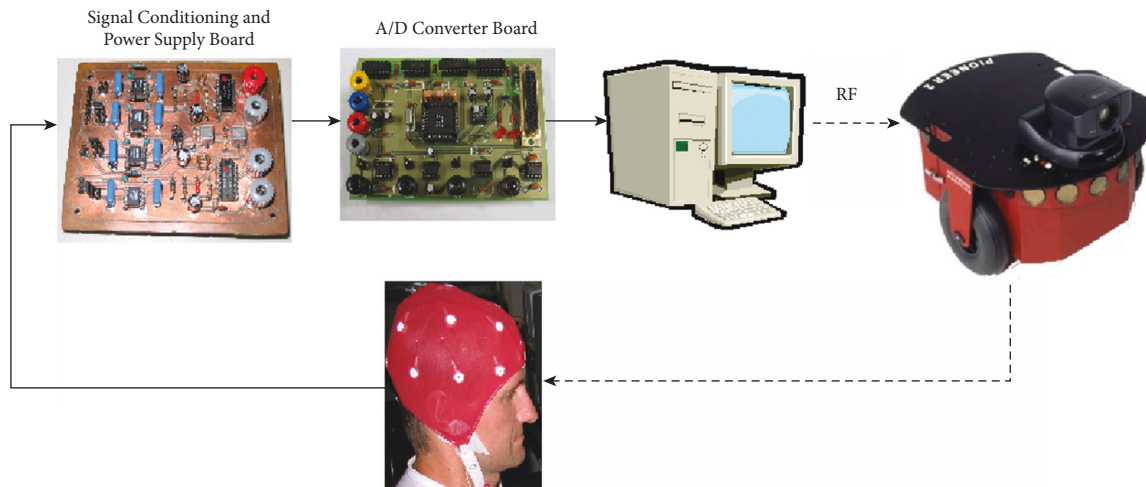 Signal Conditioning and
Power Supply Board
A/D Converter Board
RF
PIONEER 2